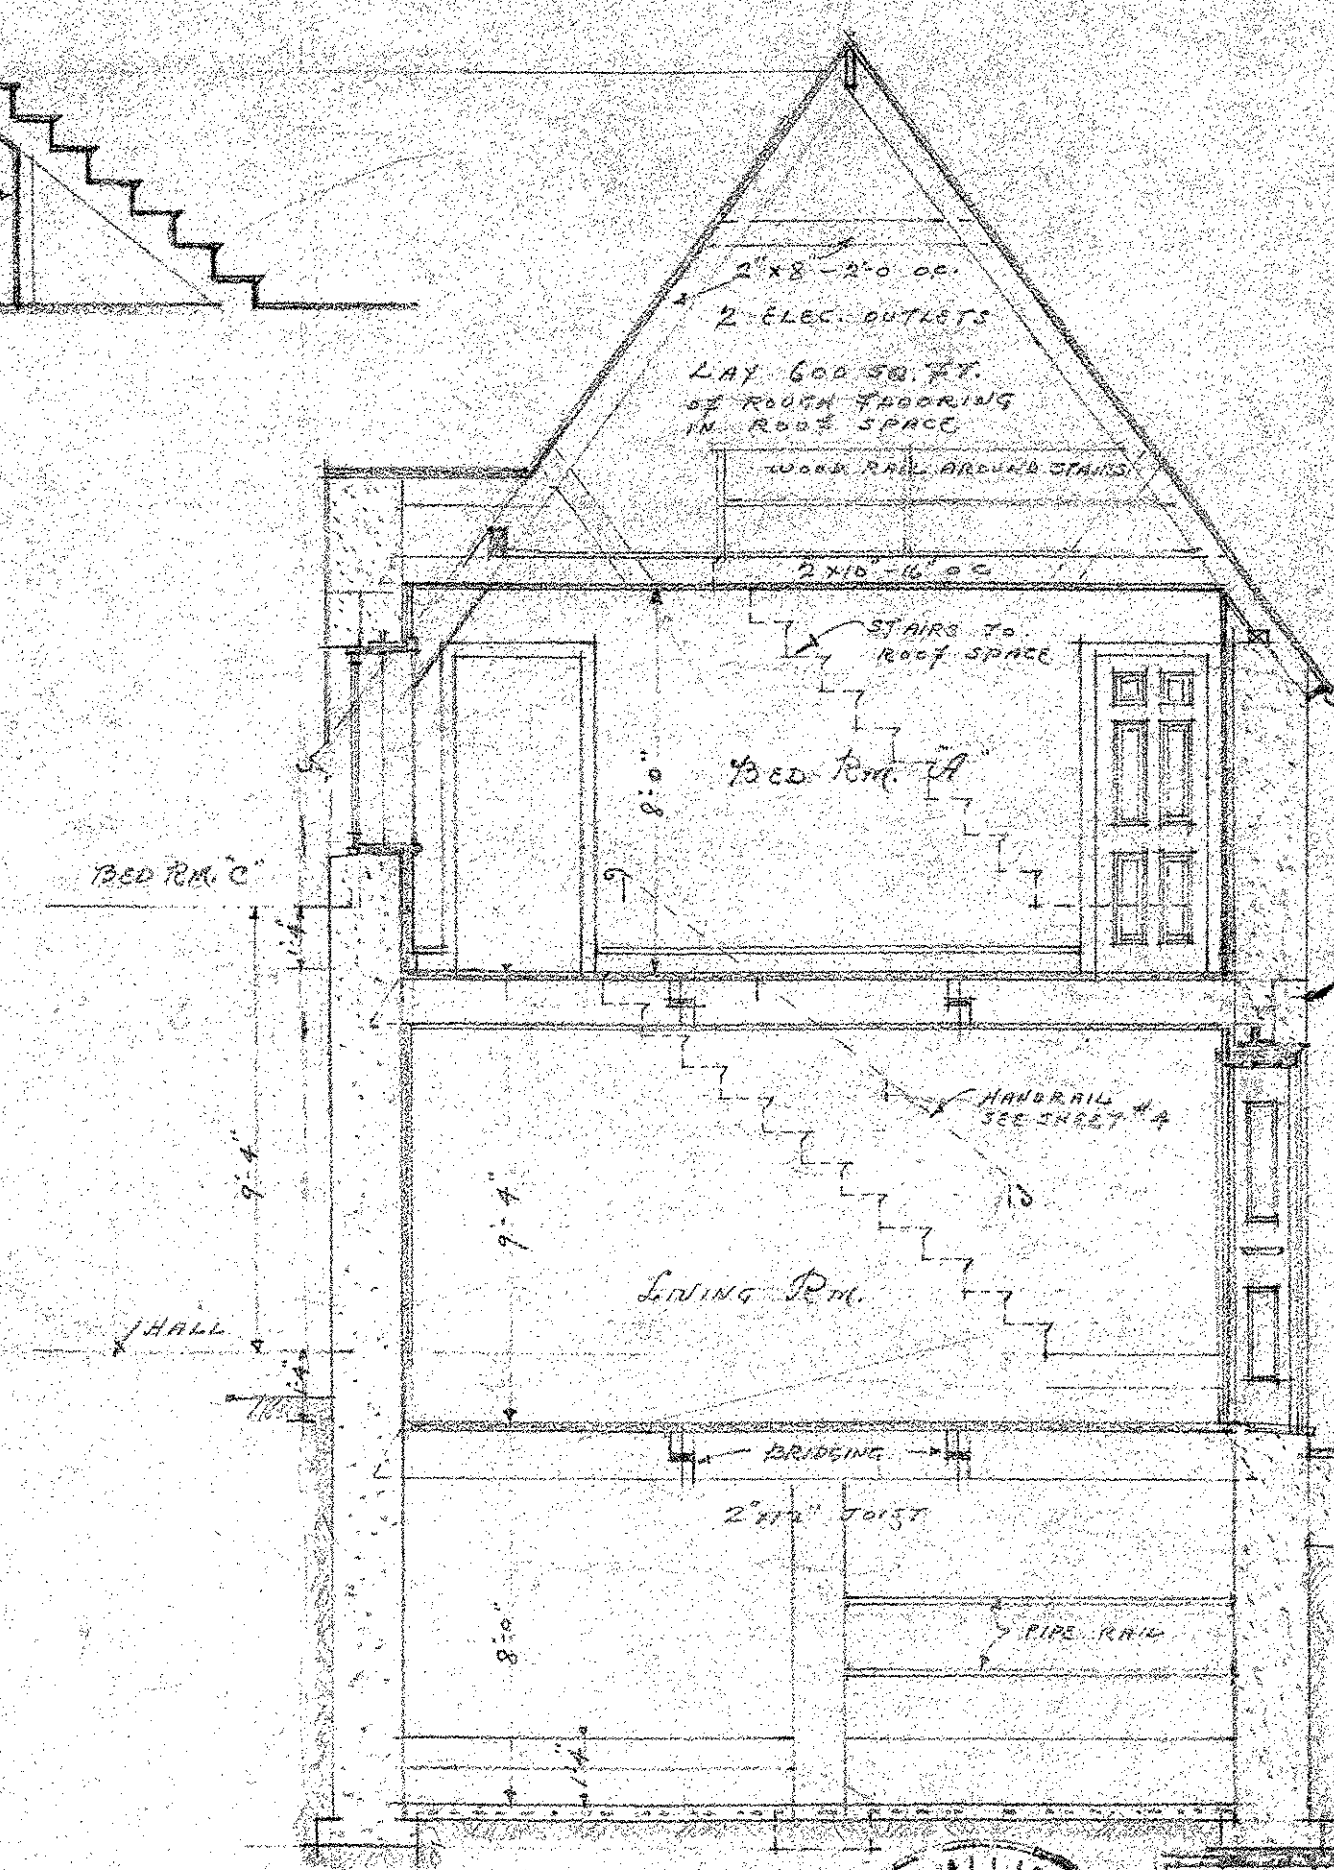 2"x8"-2'-0 O.C.
2 ELEC. OUTLETS
LAY 600 SQ. FT.
OF ROUGH FLOORING
IN ROOF SPACE
WOOD RAIL AROUND STAIRS
2x10"-16" OC
STAIRS TO
ROOF SPACE
BED RM. "A"
8'-0"
BED RM. "C"
1'-4"
9'-4"
HANDRAIL
SEE SHEET #4
9'-4"
LIVING RM.
HALL
1'-4"
BRIDGING
2"x12" JOIST
8'-0"
PIPE RAIL
1'-4"